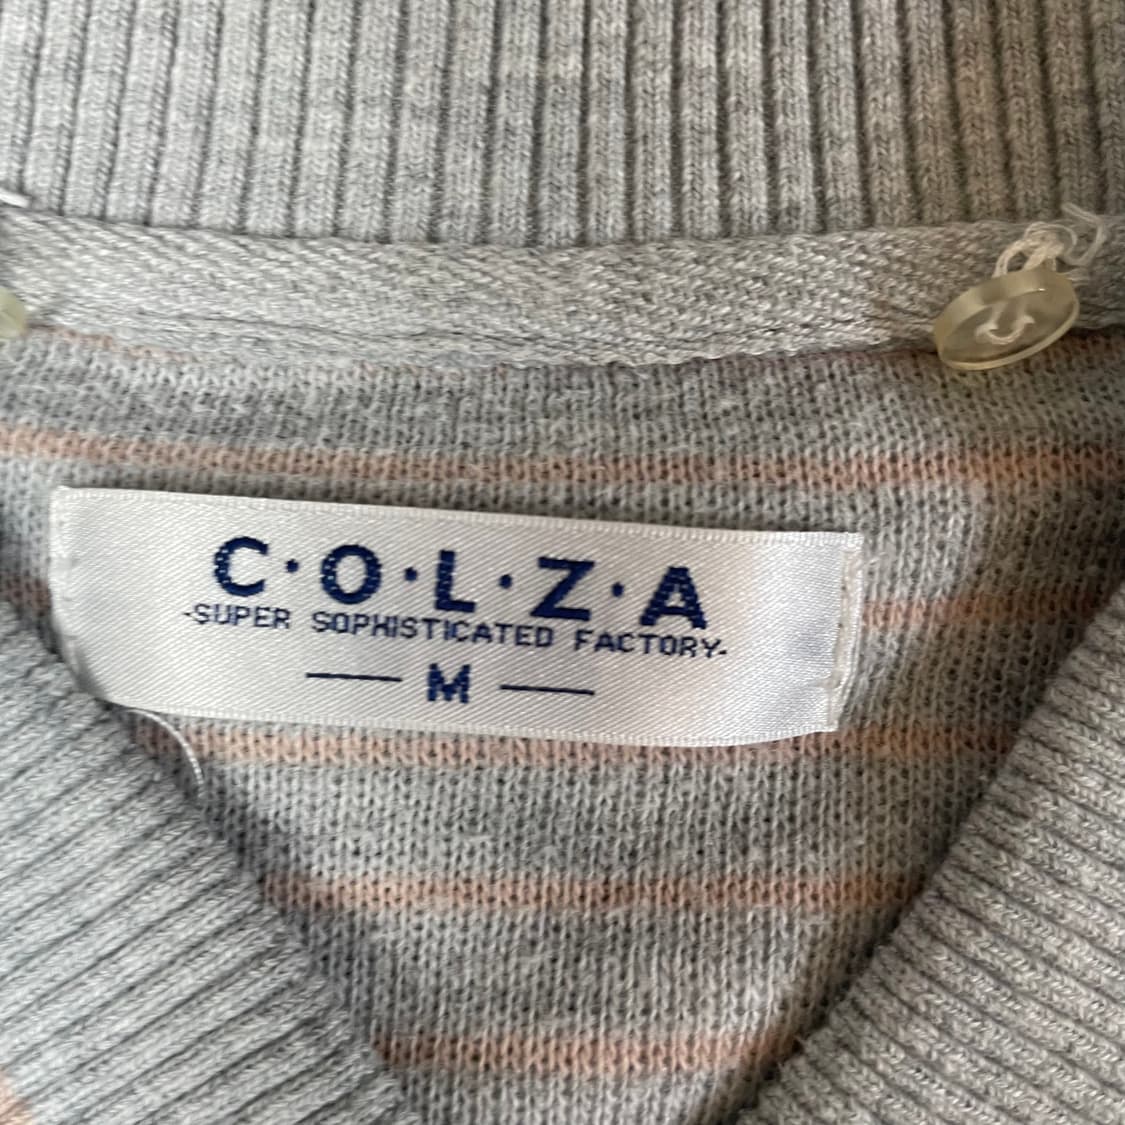 C·O·L·Z·A
-SUPER SOPHISTICATED FACTORY-
— M —